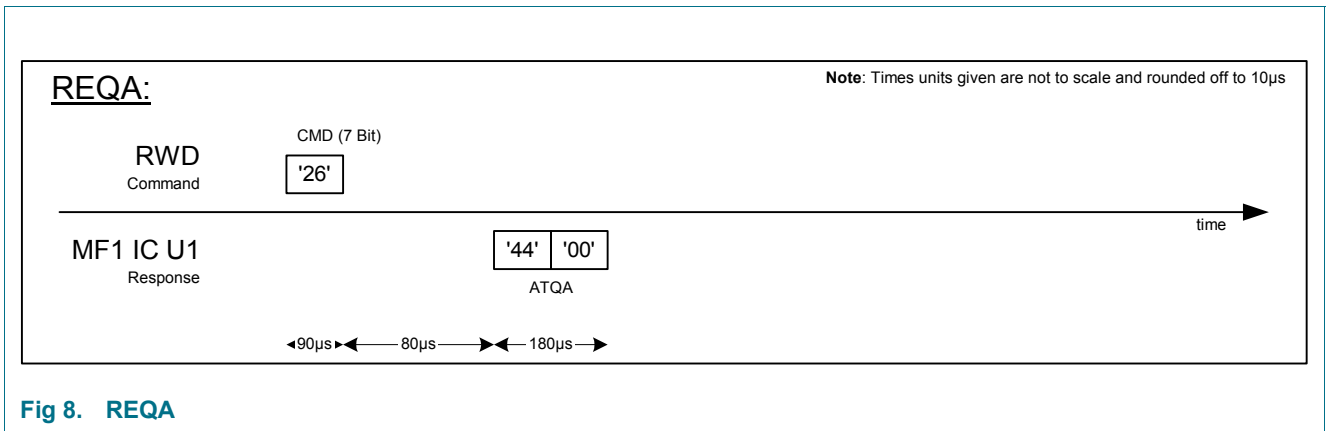 REQA:
Note: Times units given are not to scale and rounded off to 10µs
CMD (7 Bit)
RWD
Command
'26'
time
MF1 IC U1
Response
'44' '00'
ATQA
90µs 80µs 180µs
Fig 8. REQA